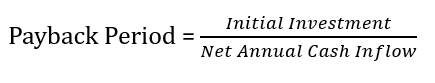 Payback Period = Initial Investment / Net Annual Cash Inflow